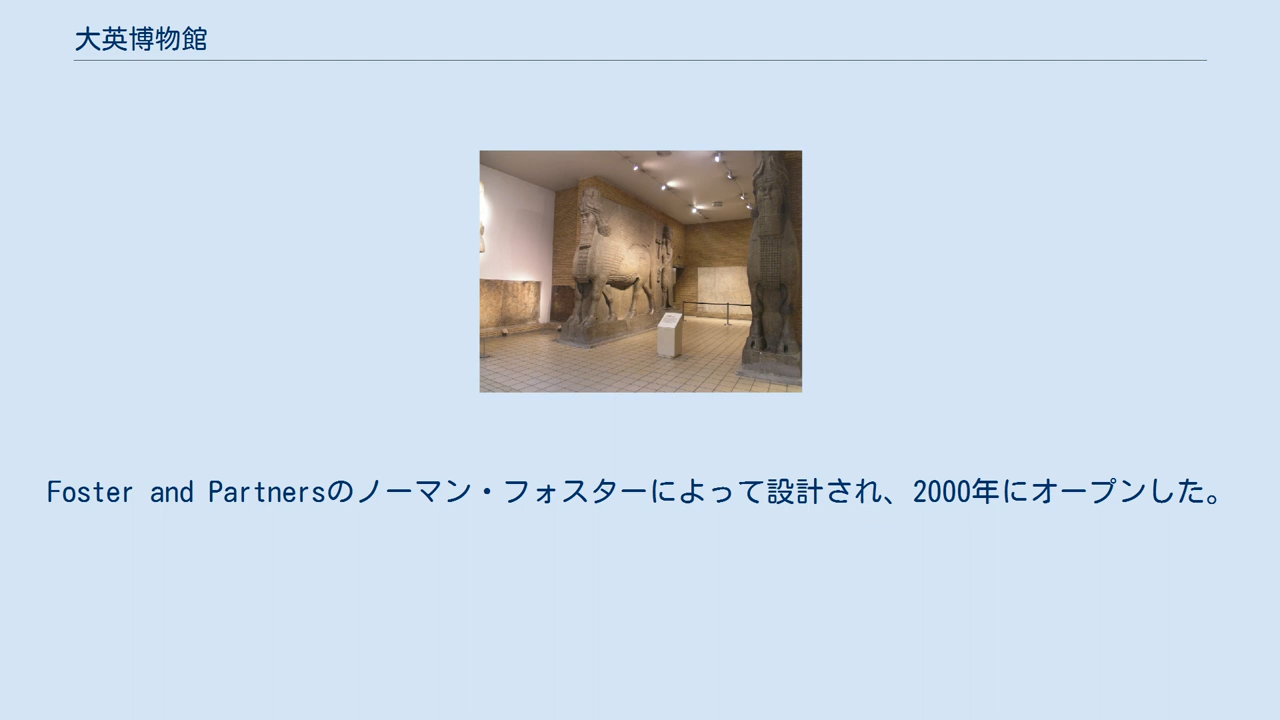 大英博物館
Foster and Partnersのノーマン・フォスターによって設計され、2000年にオープンした。